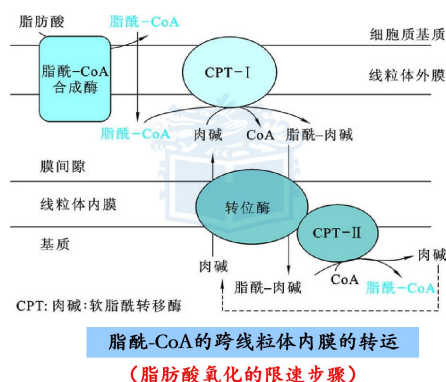 脂肪酸
脂酰-CoA
细胞质基质
脂酰-CoA
合成酶
CPT-Ⅰ
线粒体外膜
脂酰-CoA
肉碱
CoA
脂酰-肉碱
膜间隙
线粒体内膜
转位酶
基质
CPT-Ⅱ
肉碱
肉碱
脂酰-肉碱
CoA
脂酰-CoA
CPT:肉碱:软脂酰转移酶
脂酰-CoA的跨线粒体内膜的转运
(脂肪酸氧化的限速步骤)